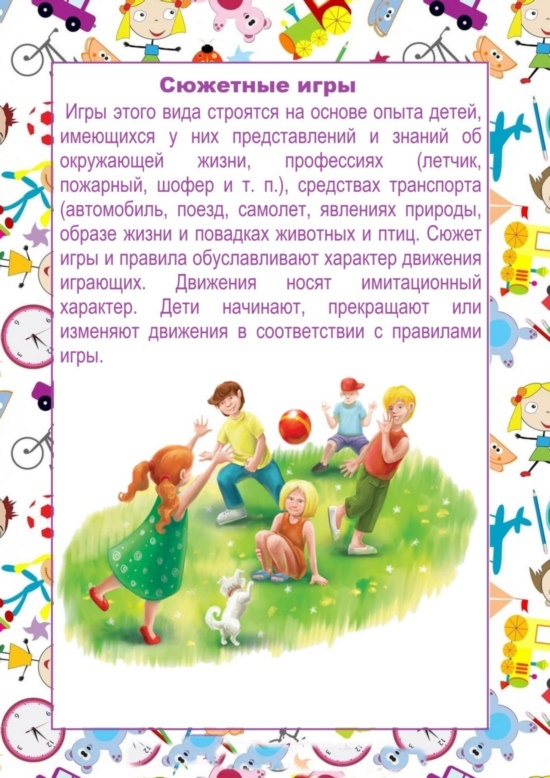 Сюжетные игры
Игры этого вида строятся на основе опыта детей,
имеющихся у них представлений и знаний об
окружающей жизни, профессиях (летчик,
пожарный, шофер и т. п.), средствах транспорта
(автомобиль, поезд, самолет, явлениях природы,
образе жизни и повадках животных и птиц. Сюжет
игры и правила обуславливают характер движения
играющих. Движения носят имитационный
характер. Дети начинают, прекращают или
изменяют движения в соответствии с правилами
игры.